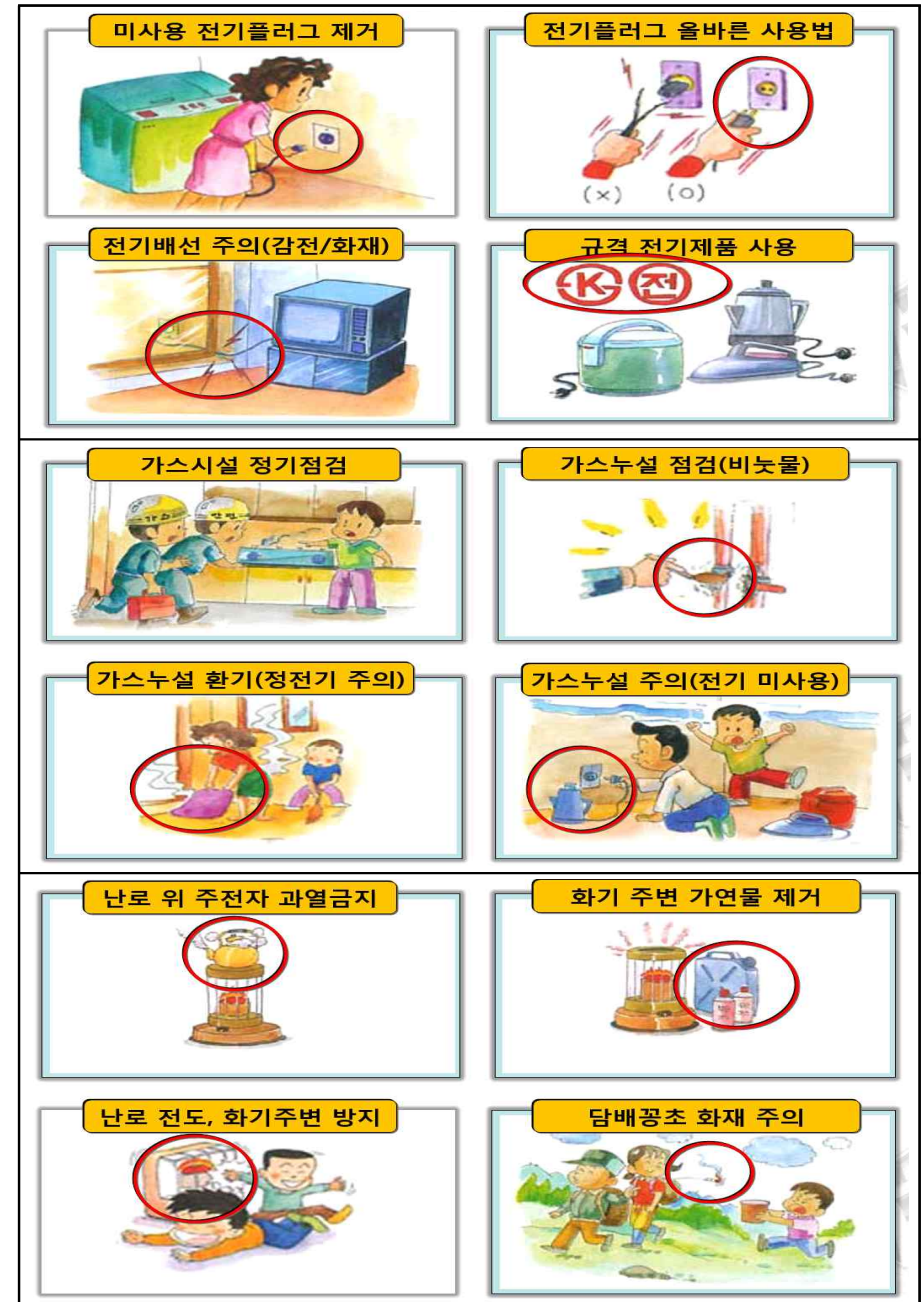 미사용 전기플러그 제거
전기플러그 올바른 사용법
(×) (○)
전기배선 주의(감전/화재)
규격 전기제품 사용
K 전
가스시설 정기점검
가스누설 점검(비눗물)
가스
가스누설 환기(정전기 주의)
가스누설 주의(전기 미사용)
난로 위 주전자 과열금지
화기 주변 가연물 제거
난로 전도, 화기주변 방지
담배꽁초 화재 주의